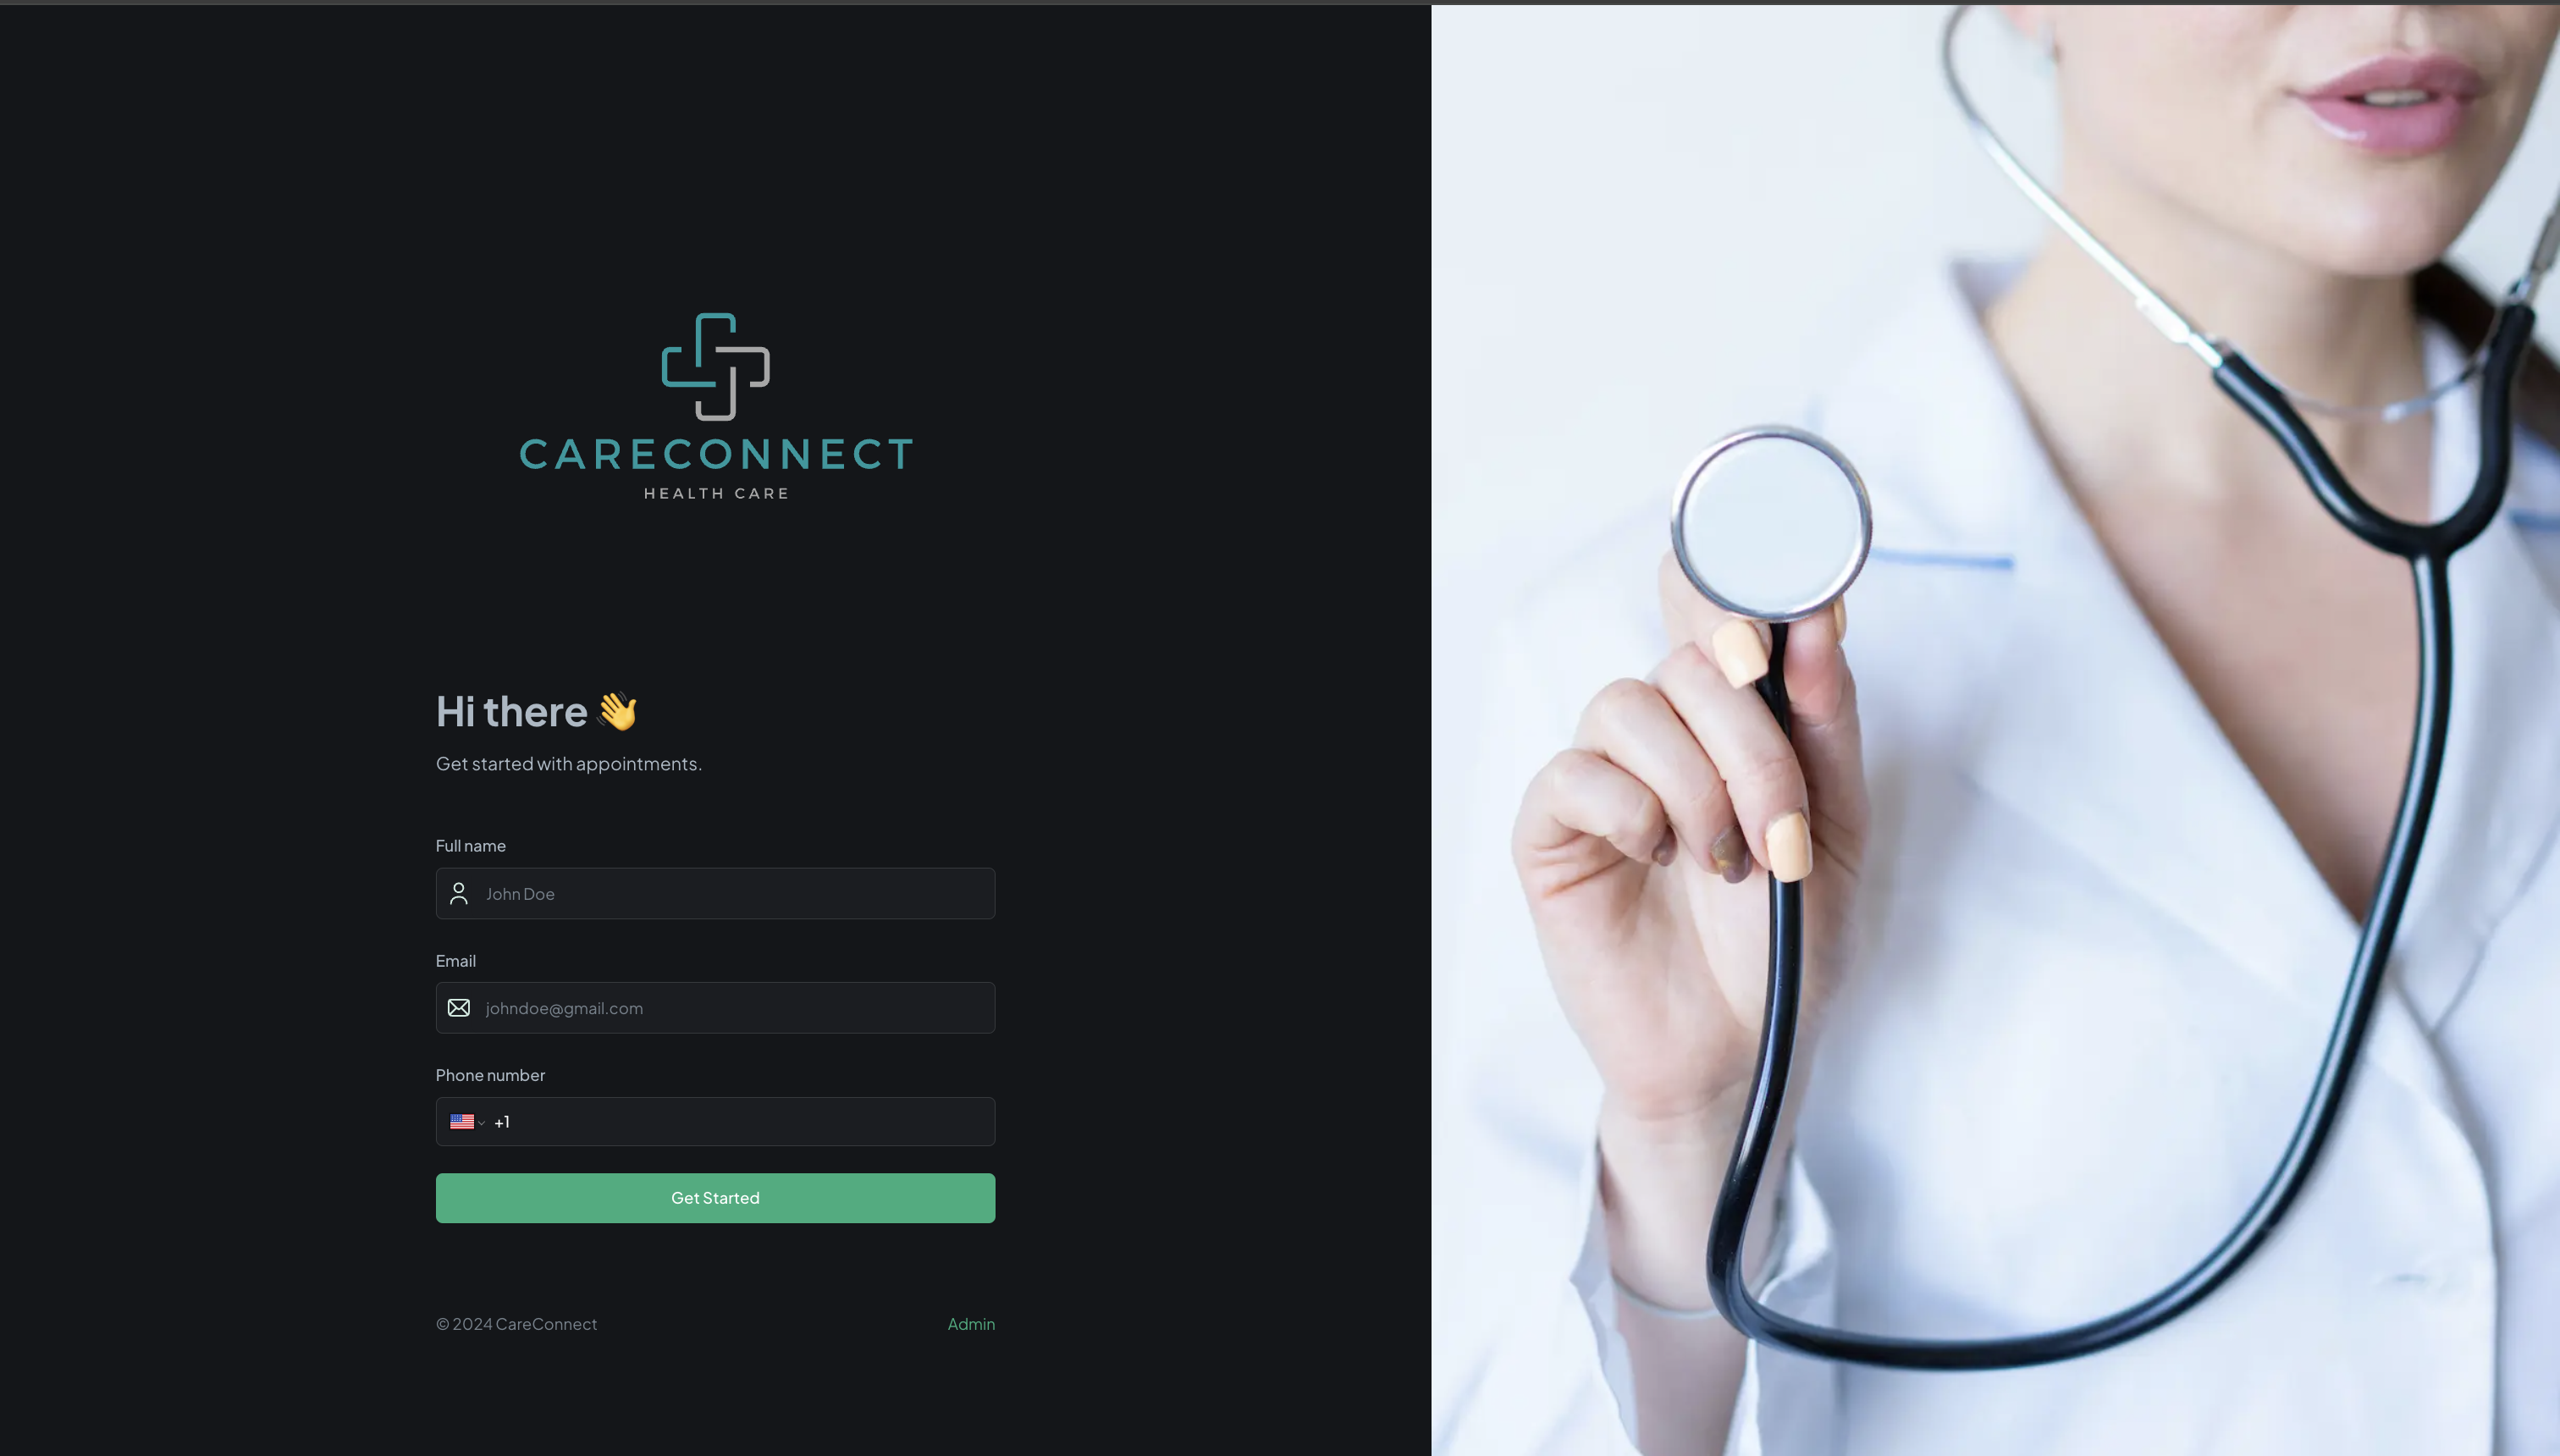 CARECONNECT
HEALTH CARE
Hi there 👋
Get started with appointments.
Full name
John Doe
Email
johndoe@gmail.com
Phone number
+1
Get Started
© 2024 CareConnect
Admin